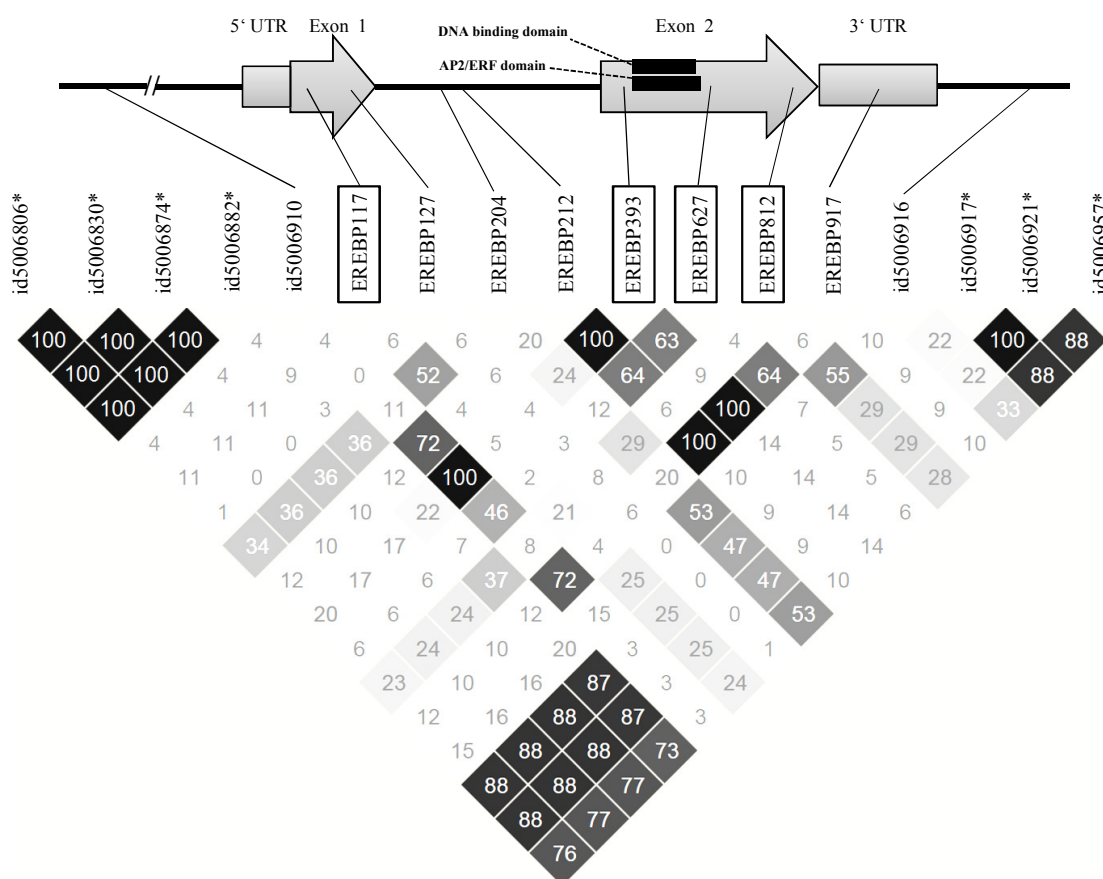 5' UTR Exon 1 DNA binding domain Exon 2 3' UTR
AP2/ERF domain
id5006806*
id5006830*
id5006874*
id5006882*
id5006910
EREBP117
EREBP127
EREBP204
EREBP212
EREBP393
EREBP627
EREBP812
EREBP917
id5006916
id5006917*
id5006921*
id5006957*
100 100 100 4 4 6 6 20 100 63 4 6 10 22 100 88
100 100 4 9 0 52 6 24 64 9 64 55 9 22 88
100 4 11 3 11 4 4 12 6 100 7 29 9 33
4 11 0 36 72 5 3 29 100 14 5 29 10
11 0 36 12 100 2 8 20 10 14 5 28
1 36 10 22 46 21 6 53 9 14 6
34 10 17 7 8 4 0 47 9 14
12 17 6 37 72 25 0 47 10
20 6 24 12 15 25 0 53
6 24 10 20 3 25 1
23 10 16 87 3 24
12 16 88 87 3
15 88 88 73
88 88 77
88 77
76